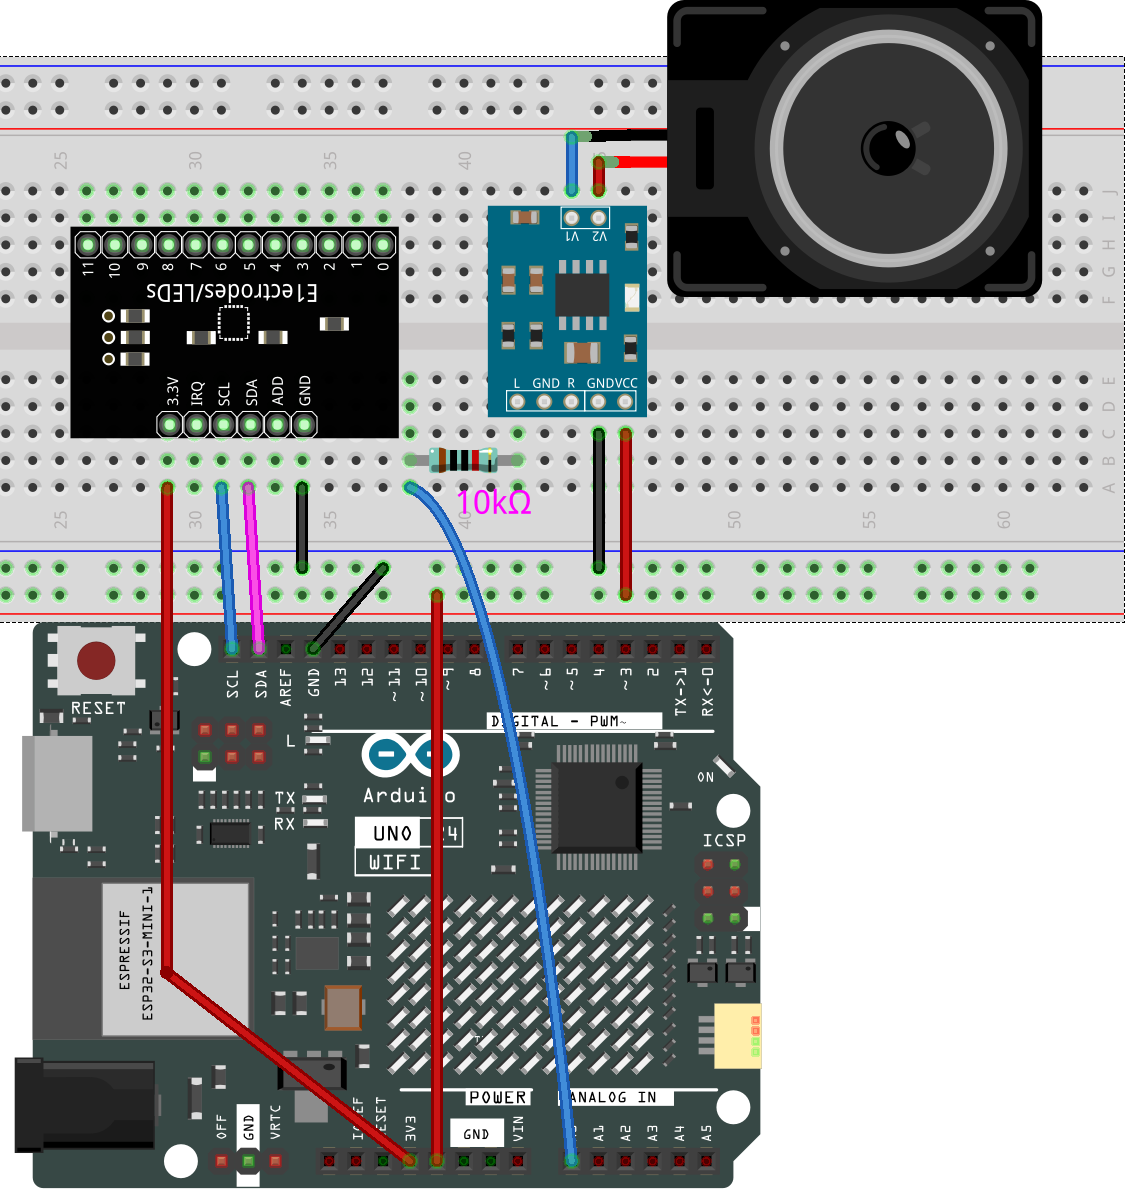 25 30 40
J
I
H
G
F
11 10 9 8 7 6 5 4 3 2 1 0
Electrodes/LEDs
V1 V2
3.3V IRQ SCL SDA ADD GND
L GND R GND VCC
E
D
C
B
A
10kΩ
25 30 35 40 50 55 60
RESET
SCL SDA AREF GND 13 12 ~11 ~10 ~9 8 7 ~6 ~5 4 ~3 2 TX->1 RX<-0
DIGITAL - PWM~
L
ON
TX
RX
Arduino
UNO R4
WIFI
ICSP
ESPRESSIF
ESP32-S3-MINI-1
POWER
ANALOG IN
OFF GND VRTC
IOREF RESET 3V3 GND VIN A0 A1 A2 A3 A4 A5